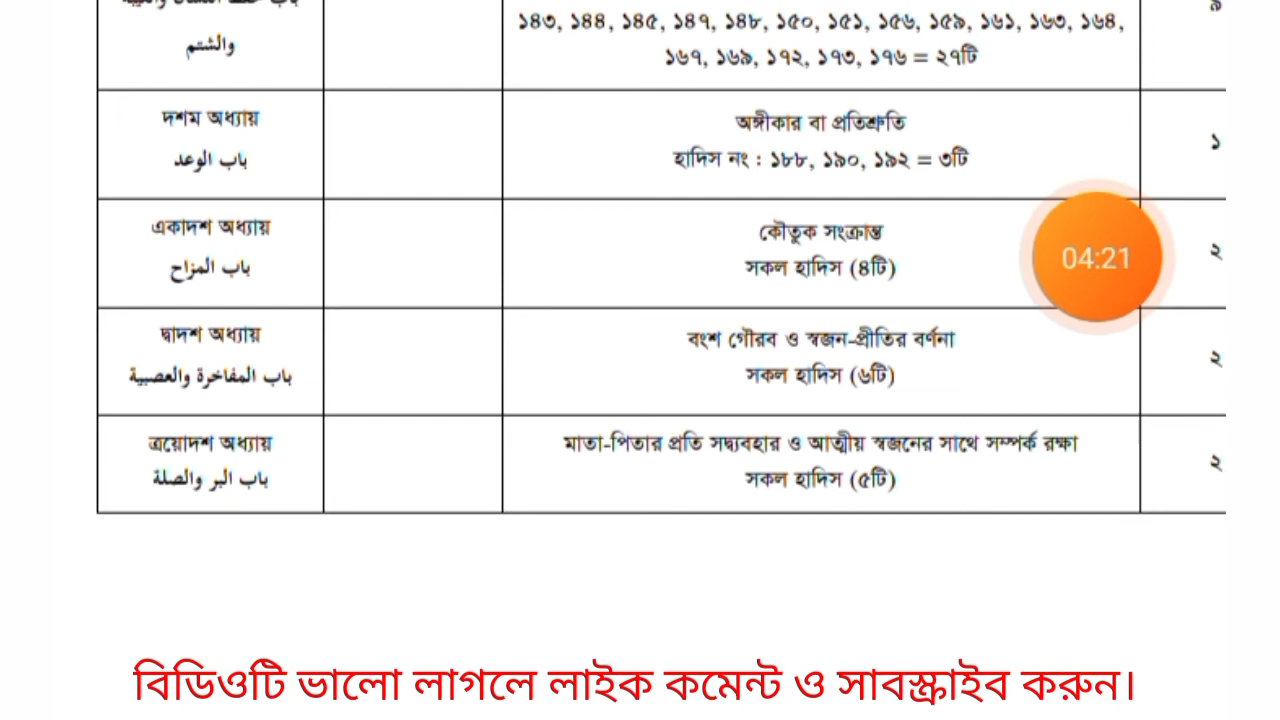 ১৪৩, ১৪৪, ১৪৫, ১৪৭, ১৪৮, ১৫০, ১৫১, ১৫৬, ১৫৯, ১৬১, ১৬৩, ১৬৪,
والشتم
১৬৭, ১৬৯, ১৭২, ১৭৩, ১৭৬ = ২৭টি
দশম অধ্যায়
باب الوعد
অঙ্গীকার বা প্রতিশ্রুতি
হাদিস নং : ১৮৮, ১৯০, ১৯২ = ৩টি
১
একাদশ অধ্যায়
باب المزاح
কৌতুক সংক্রান্ত
সকল হাদিস (৪টি)
২
04:21
দ্বাদশ অধ্যায়
باب المفاخرة والعصبية
বংশ গৌরব ও স্বজন-প্রীতির বর্ণনা
সকল হাদিস (৬টি)
২
ত্রয়োদশ অধ্যায়
باب البر والصلة
মাতা-পিতার প্রতি সদ্ব্যবহার ও আত্মীয় স্বজনের সাথে সম্পর্ক রক্ষা
সকল হাদিস (৫টি)
২
বিডিওটি ভালো লাগলে লাইক কমেন্ট ও সাবস্ক্রাইব করুন।